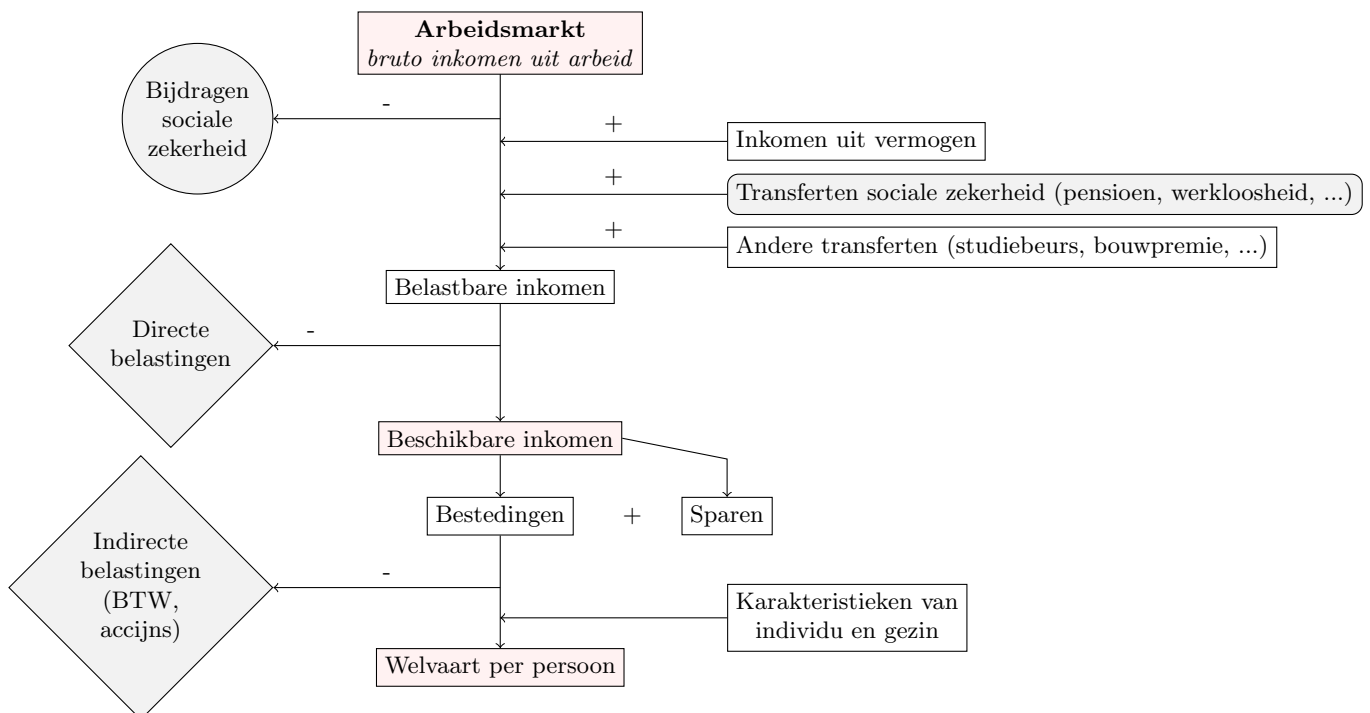 Arbeidsmarkt
bruto inkomen uit arbeid
Bijdragen
sociale
zekerheid
-
+
Inkomen uit vermogen
+
Transferten sociale zekerheid (pensioen, werkloosheid, ...)
+
Andere transferten (studiebeurs, bouwpremie, ...)
Belastbare inkomen
Directe
belastingen
-
Beschikbare inkomen
Bestedingen
+
Sparen
Indirecte
belastingen
(BTW,
accijns)
-
Karakteristieken van
individu en gezin
Welvaart per persoon